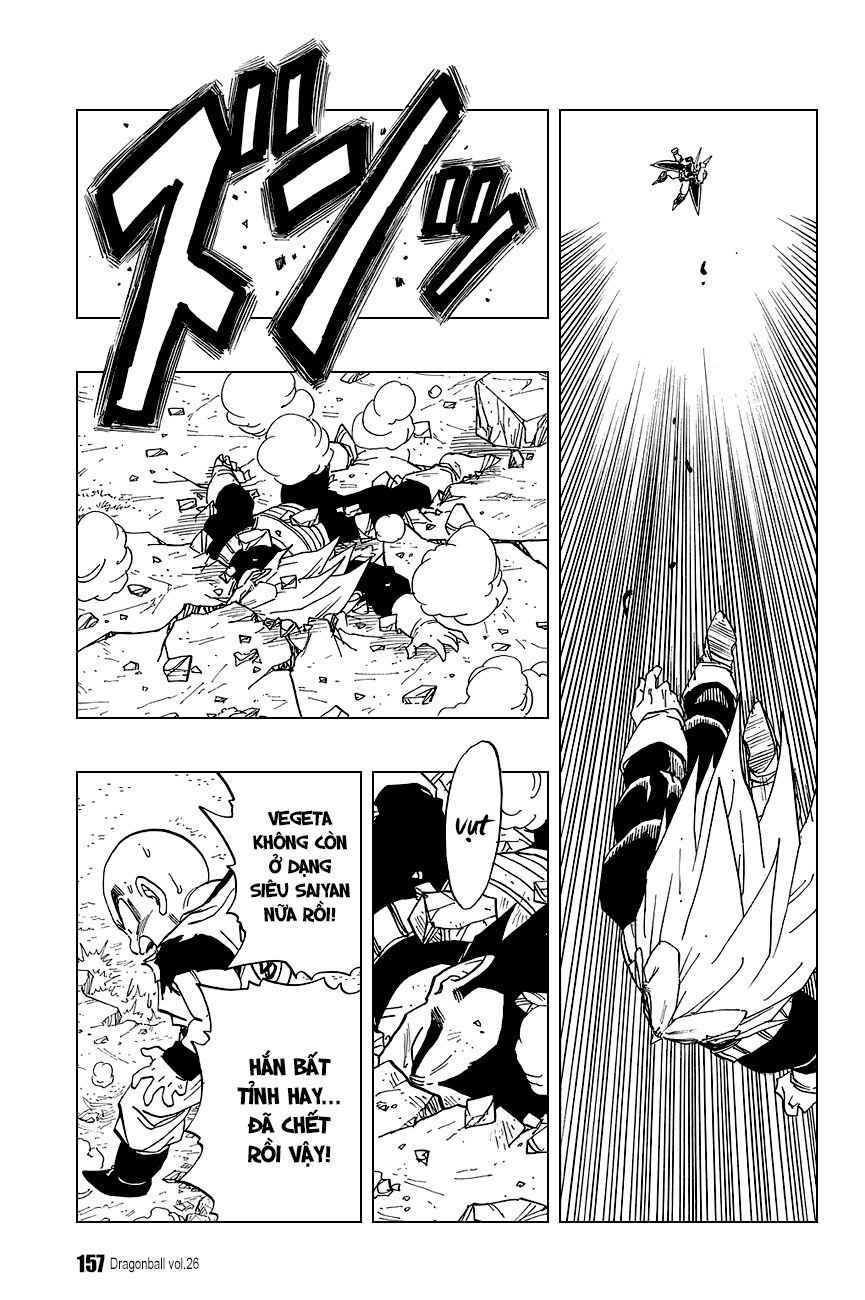 ズンッ
vụt
VEGETA
KHÔNG CÒN
Ở DẠNG
SIÊU SAIYAN
NỮA RỒI!
HẮN BẤT
TỈNH HAY...
ĐÃ CHẾT
RỒI VẬY!
157 Dragonball vol.26